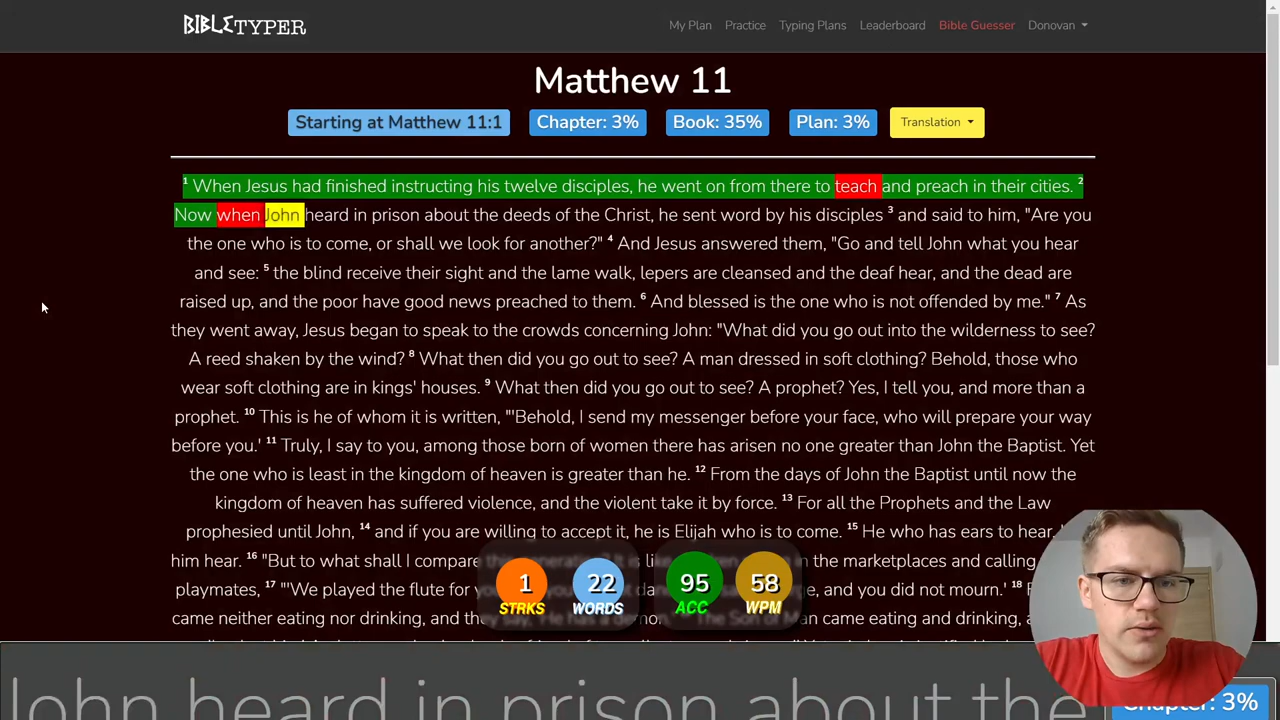 BIBLETYPER
My Plan Practice Typing Plans Leaderboard Bible Guesser Donovan
Matthew 11
Starting at Matthew 11:1 Chapter: 3% Book: 35% Plan: 3% Translation
1 When Jesus had finished instructing his twelve disciples, he went on from there to teach and preach in their cities. 2
Now when John heard in prison about the deeds of the Christ, he sent word by his disciples 3 and said to him, "Are you
the one who is to come, or shall we look for another?" 4 And Jesus answered them, "Go and tell John what you hear
and see: 5 the blind receive their sight and the lame walk, lepers are cleansed and the deaf hear, and the dead are
raised up, and the poor have good news preached to them. 6 And blessed is the one who is not offended by me." 7 As
they went away, Jesus began to speak to the crowds concerning John: "What did you go out into the wilderness to see?
A reed shaken by the wind? 8 What then did you go out to see? A man dressed in soft clothing? Behold, those who
wear soft clothing are in kings' houses. 9 What then did you go out to see? A prophet? Yes, I tell you, and more than a
prophet. 10 This is he of whom it is written, "'Behold, I send my messenger before your face, who will prepare your way
before you.' 11 Truly, I say to you, among those born of women there has arisen no one greater than John the Baptist. Yet
the one who is least in the kingdom of heaven is greater than he. 12 From the days of John the Baptist until now the
kingdom of heaven has suffered violence, and the violent take it by force. 13 For all the Prophets and the Law
prophesied until John, 14 and if you are willing to accept it, he is Elijah who is to come. 15 He who has ears to hear,
him hear. 16 "But to what shall I compare in the marketplaces and calling
playmates, 17 "'We played the flute for and you did not mourn.' 18
came neither eating nor drinking, and they Man came eating and drinking,
1 STRKS 22 WORDS 95 ACC 58 WPM
John heard in prison about the Chapter: 3%